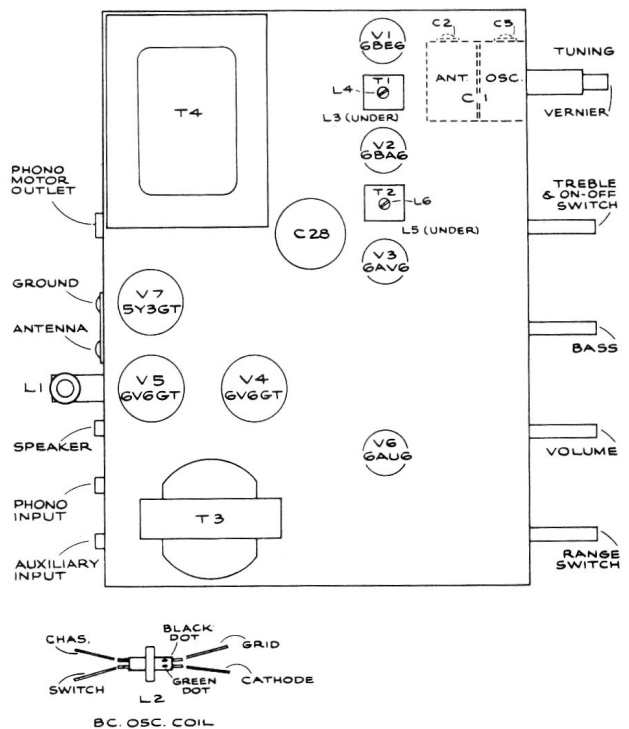 V1
6BE6
C2
C3
TUNING
T1
L4
ANT.
OSC.
C1
T4
L3 (UNDER)
VERNIER
V2
6BA6
PHONO
MOTOR
OUTLET
TREBLE
& ON-OFF
SWITCH
T2
L6
C28
L5 (UNDER)
V3
6AV6
GROUND
V7
5Y3GT
ANTENNA
BASS
L1
V5
6V6GT
V4
6V6GT
SPEAKER
V6
6AU6
VOLUME
PHONO
INPUT
T3
AUXILIARY
INPUT
RANGE
SWITCH
CHAS.
BLACK
DOT
GRID
SWITCH
GREEN
DOT
CATHODE
L2
BC. OSC. COIL